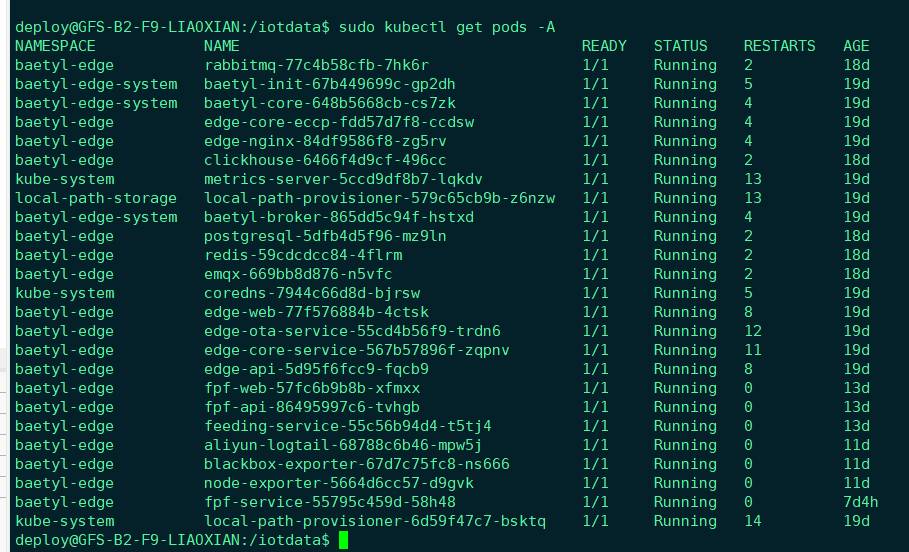 deploy@GFS-B2-F9-LIAOXIAN:/iotdata$ sudo kubectl get pods -A
NAMESPACE NAME READY STATUS RESTARTS AGE
baetyl-edge rabbitmq-77c4b58cfb-7hk6r 1/1 Running 2 18d
baetyl-edge-system baetyl-init-67b449699c-gp2dh 1/1 Running 5 19d
baetyl-edge-system baetyl-core-648b5668cb-cs7zk 1/1 Running 4 19d
baetyl-edge edge-core-eccp-fdd57d7f8-ccdsw 1/1 Running 4 19d
baetyl-edge edge-nginx-84df9586f8-zg5rv 1/1 Running 4 19d
baetyl-edge clickhouse-6466f4d9cf-496cc 1/1 Running 2 18d
kube-system metrics-server-5ccd9df8b7-lqkdv 1/1 Running 13 19d
local-path-storage local-path-provisioner-579c65cb9b-z6nzw 1/1 Running 13 19d
baetyl-edge-system baetyl-broker-865dd5c94f-hstxd 1/1 Running 4 19d
baetyl-edge postgresql-5dfb4d5f96-mz9ln 1/1 Running 2 18d
baetyl-edge redis-59cdcdcc84-4flrm 1/1 Running 2 18d
baetyl-edge emqx-669bb8d876-n5vfc 1/1 Running 2 18d
kube-system coredns-7944c66d8d-bjrsw 1/1 Running 5 19d
baetyl-edge edge-web-77f576884b-4ctsk 1/1 Running 8 19d
baetyl-edge edge-ota-service-55cd4b56f9-trdn6 1/1 Running 12 19d
baetyl-edge edge-core-service-567b57896f-zqpnv 1/1 Running 11 19d
baetyl-edge edge-api-5d95f6fcc9-fqcb9 1/1 Running 8 19d
baetyl-edge fpf-web-57fc6b9b8b-xfmxx 1/1 Running 0 13d
baetyl-edge fpf-api-86495997c6-tvhgb 1/1 Running 0 13d
baetyl-edge feeding-service-55c56b94d4-t5tj4 1/1 Running 0 13d
baetyl-edge aliyun-logtail-68788c6b46-mpw5j 1/1 Running 0 11d
baetyl-edge blackbox-exporter-67d7c75fc8-ns666 1/1 Running 0 11d
baetyl-edge node-exporter-5664d6cc57-d9gvk 1/1 Running 0 11d
baetyl-edge fpf-service-55795c459d-58h48 1/1 Running 0 7d4h
kube-system local-path-provisioner-6d59f47c7-bsktq 1/1 Running 14 19d
deploy@GFS-B2-F9-LIAOXIAN:/iotdata$